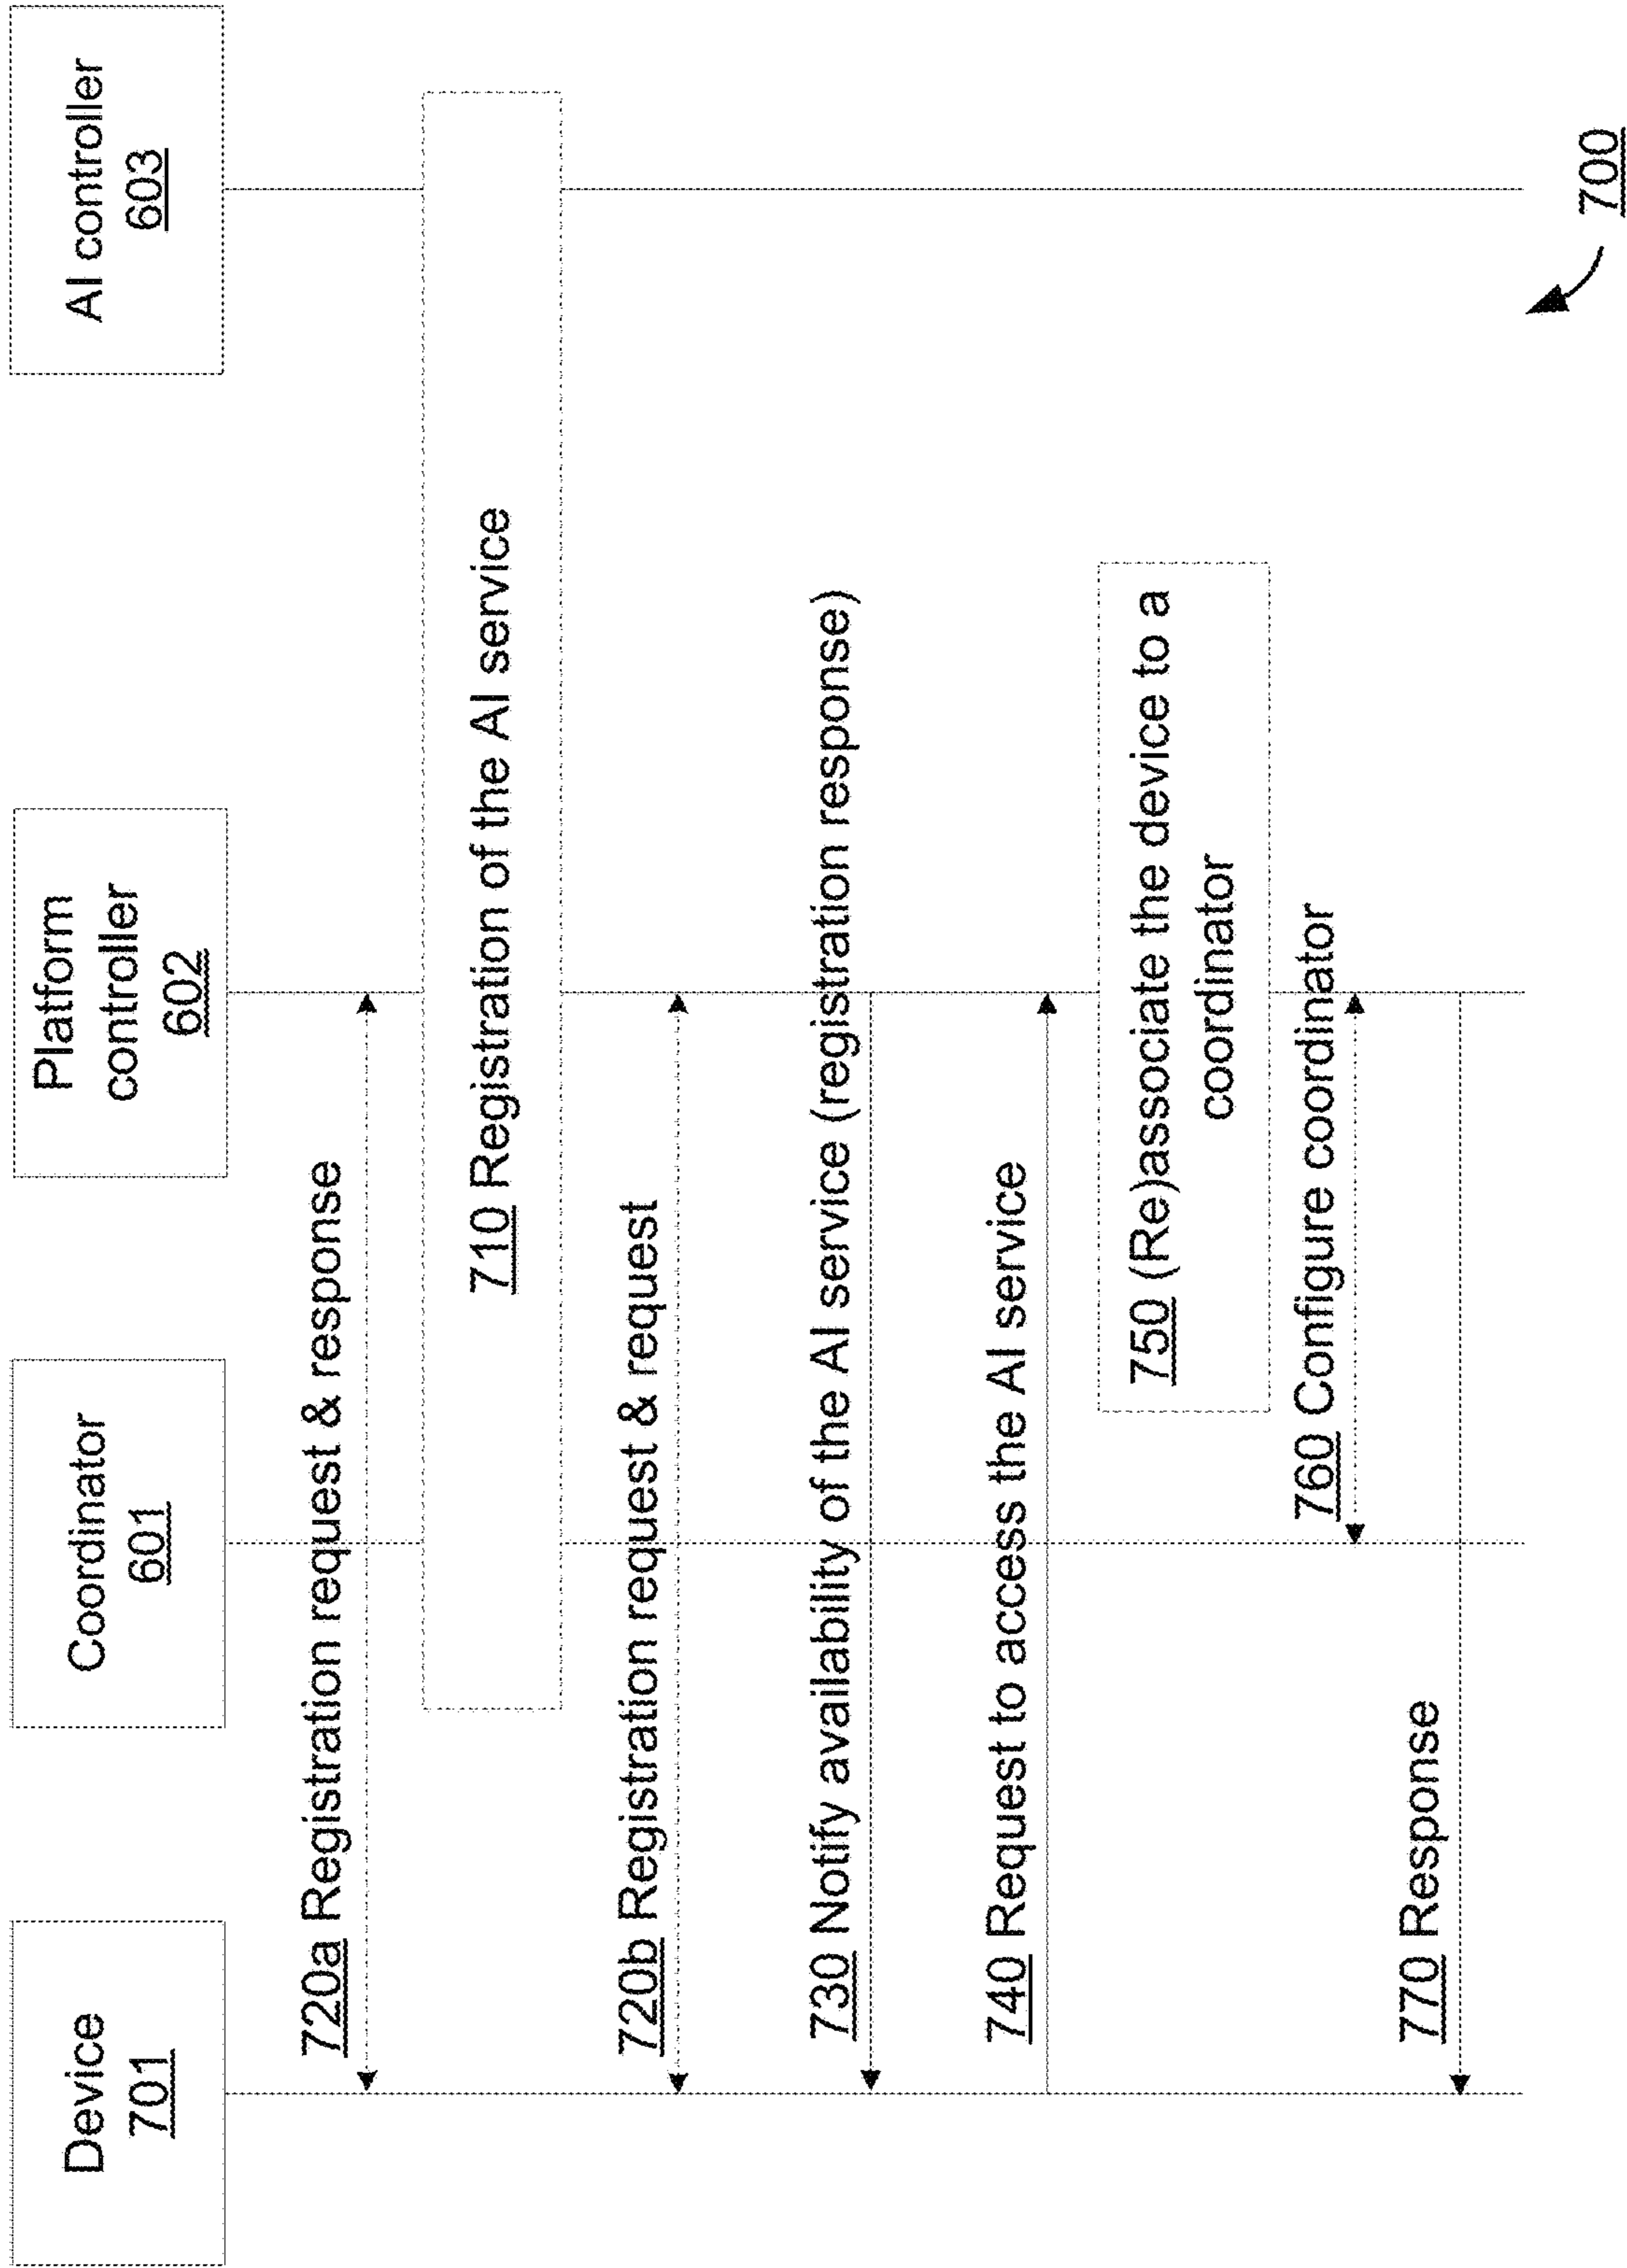 Device
701
Coordinator
601
Platform
controller
602
AI controller
603
720a Registration request & response
710 Registration of the AI service
720b Registration request & request
730 Notify availability of the AI service (registration response)
740 Request to access the AI service
750 (Re)associate the device to a
coordinator
760 Configure coordinator
770 Response
700